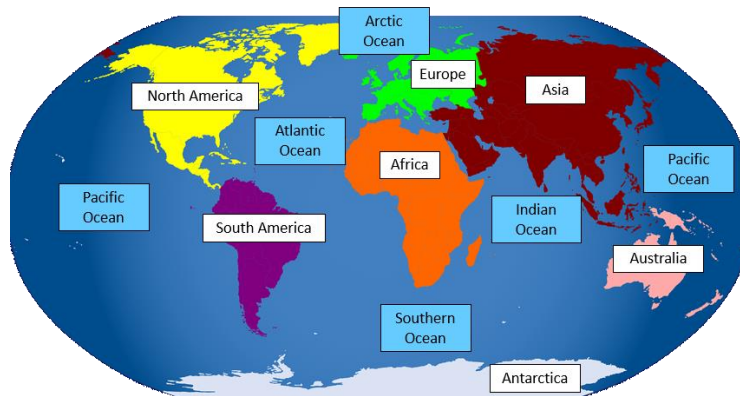 Arctic
Ocean
Europe
Asia
North America
Atlantic
Ocean
Africa
Pacific
Ocean
Pacific
Ocean
Indian
Ocean
South America
Australia
Southern
Ocean
Antarctica